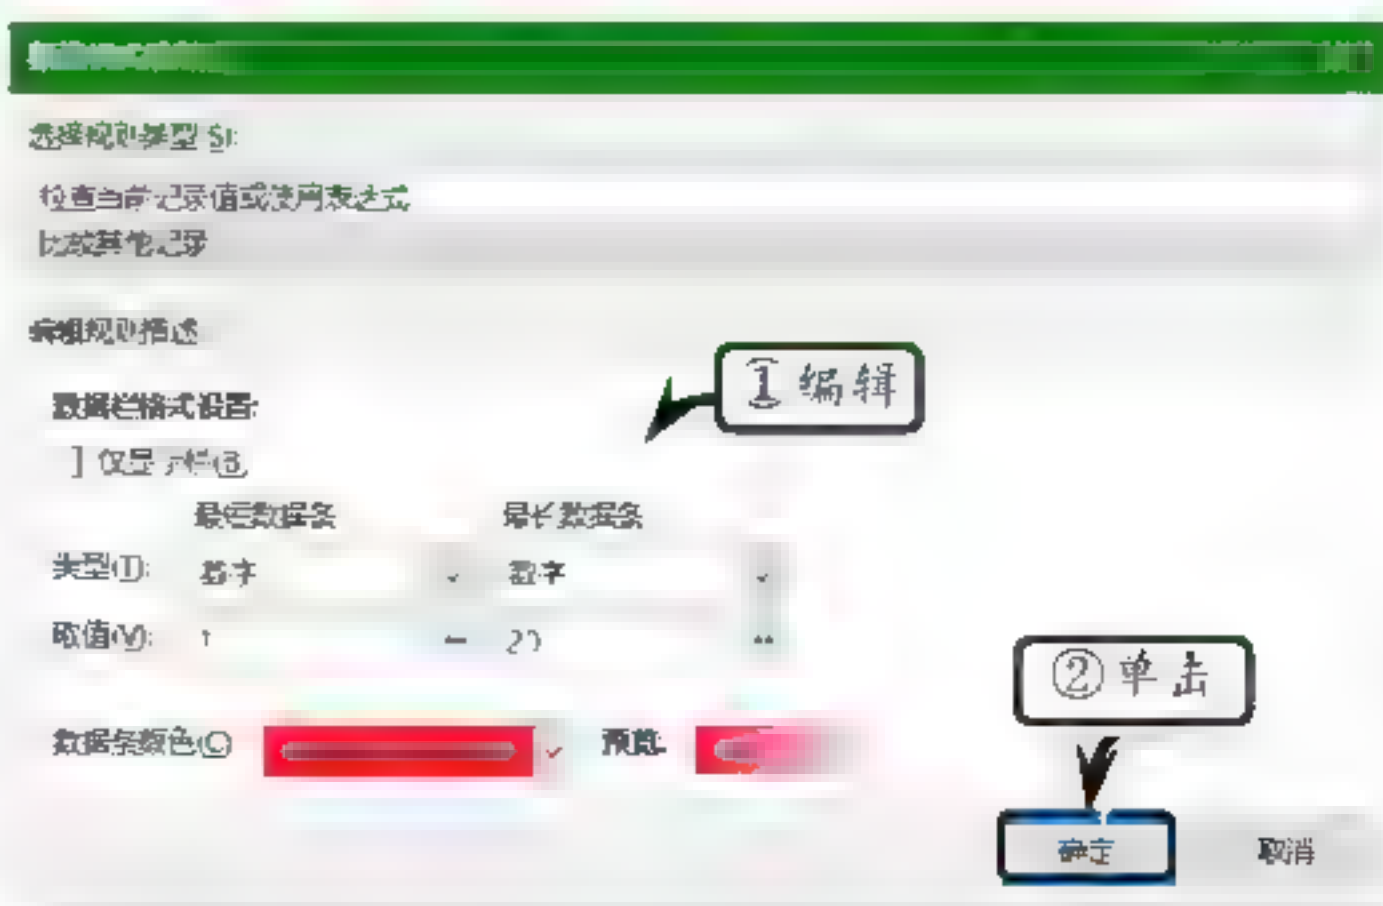 选择规则类型(S):
检查当前记录值或使用表达式
比较其他记录
编辑规则描述:
① 编辑
数据栏格式设置:
仅显示栏(B)
最短数据条 最长数据条
类型(T): 数字 数字
取值(V): 1 20
② 单击
数据条颜色(C) 预览:
确定 取消